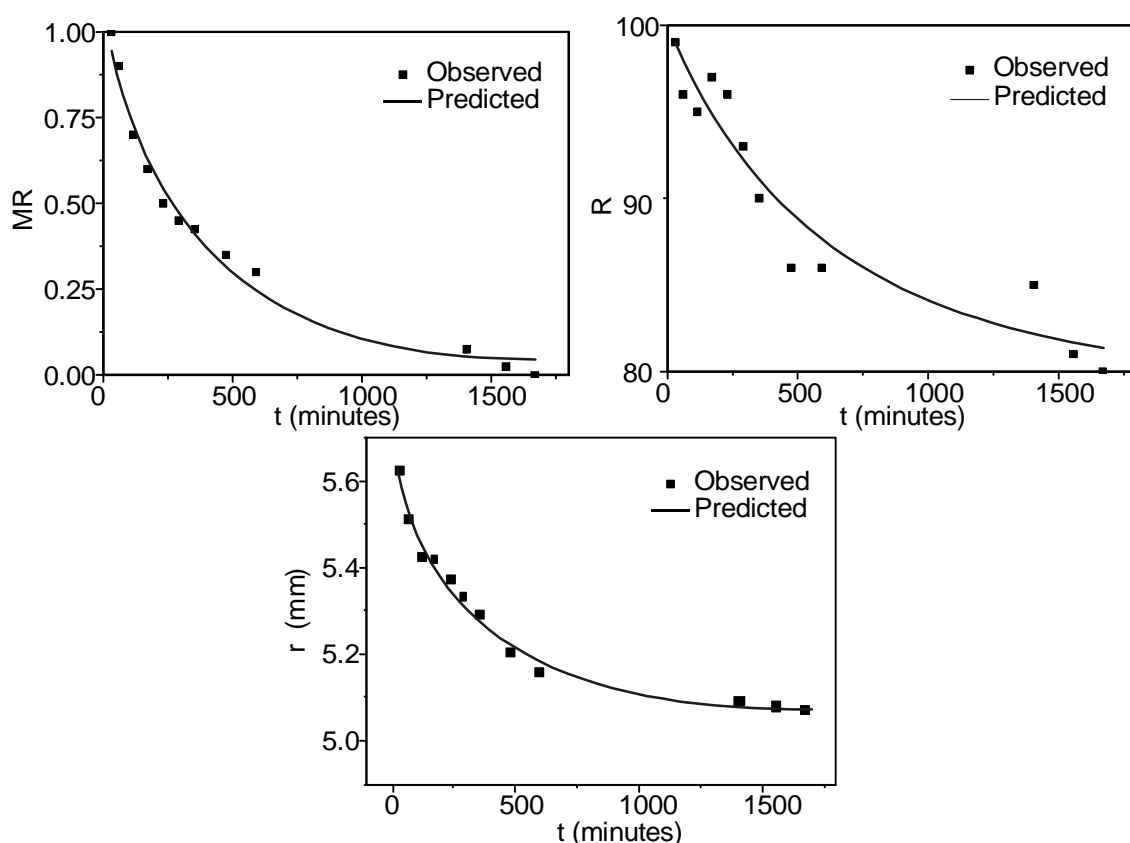 1.00
0.75
0.50
0.25
0.00
MR
Observed
Predicted
0
500
1000
1500
t (minutes)
100
90
80
R
Observed
Predicted
0
500
1000
1500
t (minutes)
5.6
5.4
5.2
5.0
r (mm)
Observed
Predicted
0
500
1000
1500
t (minutes)